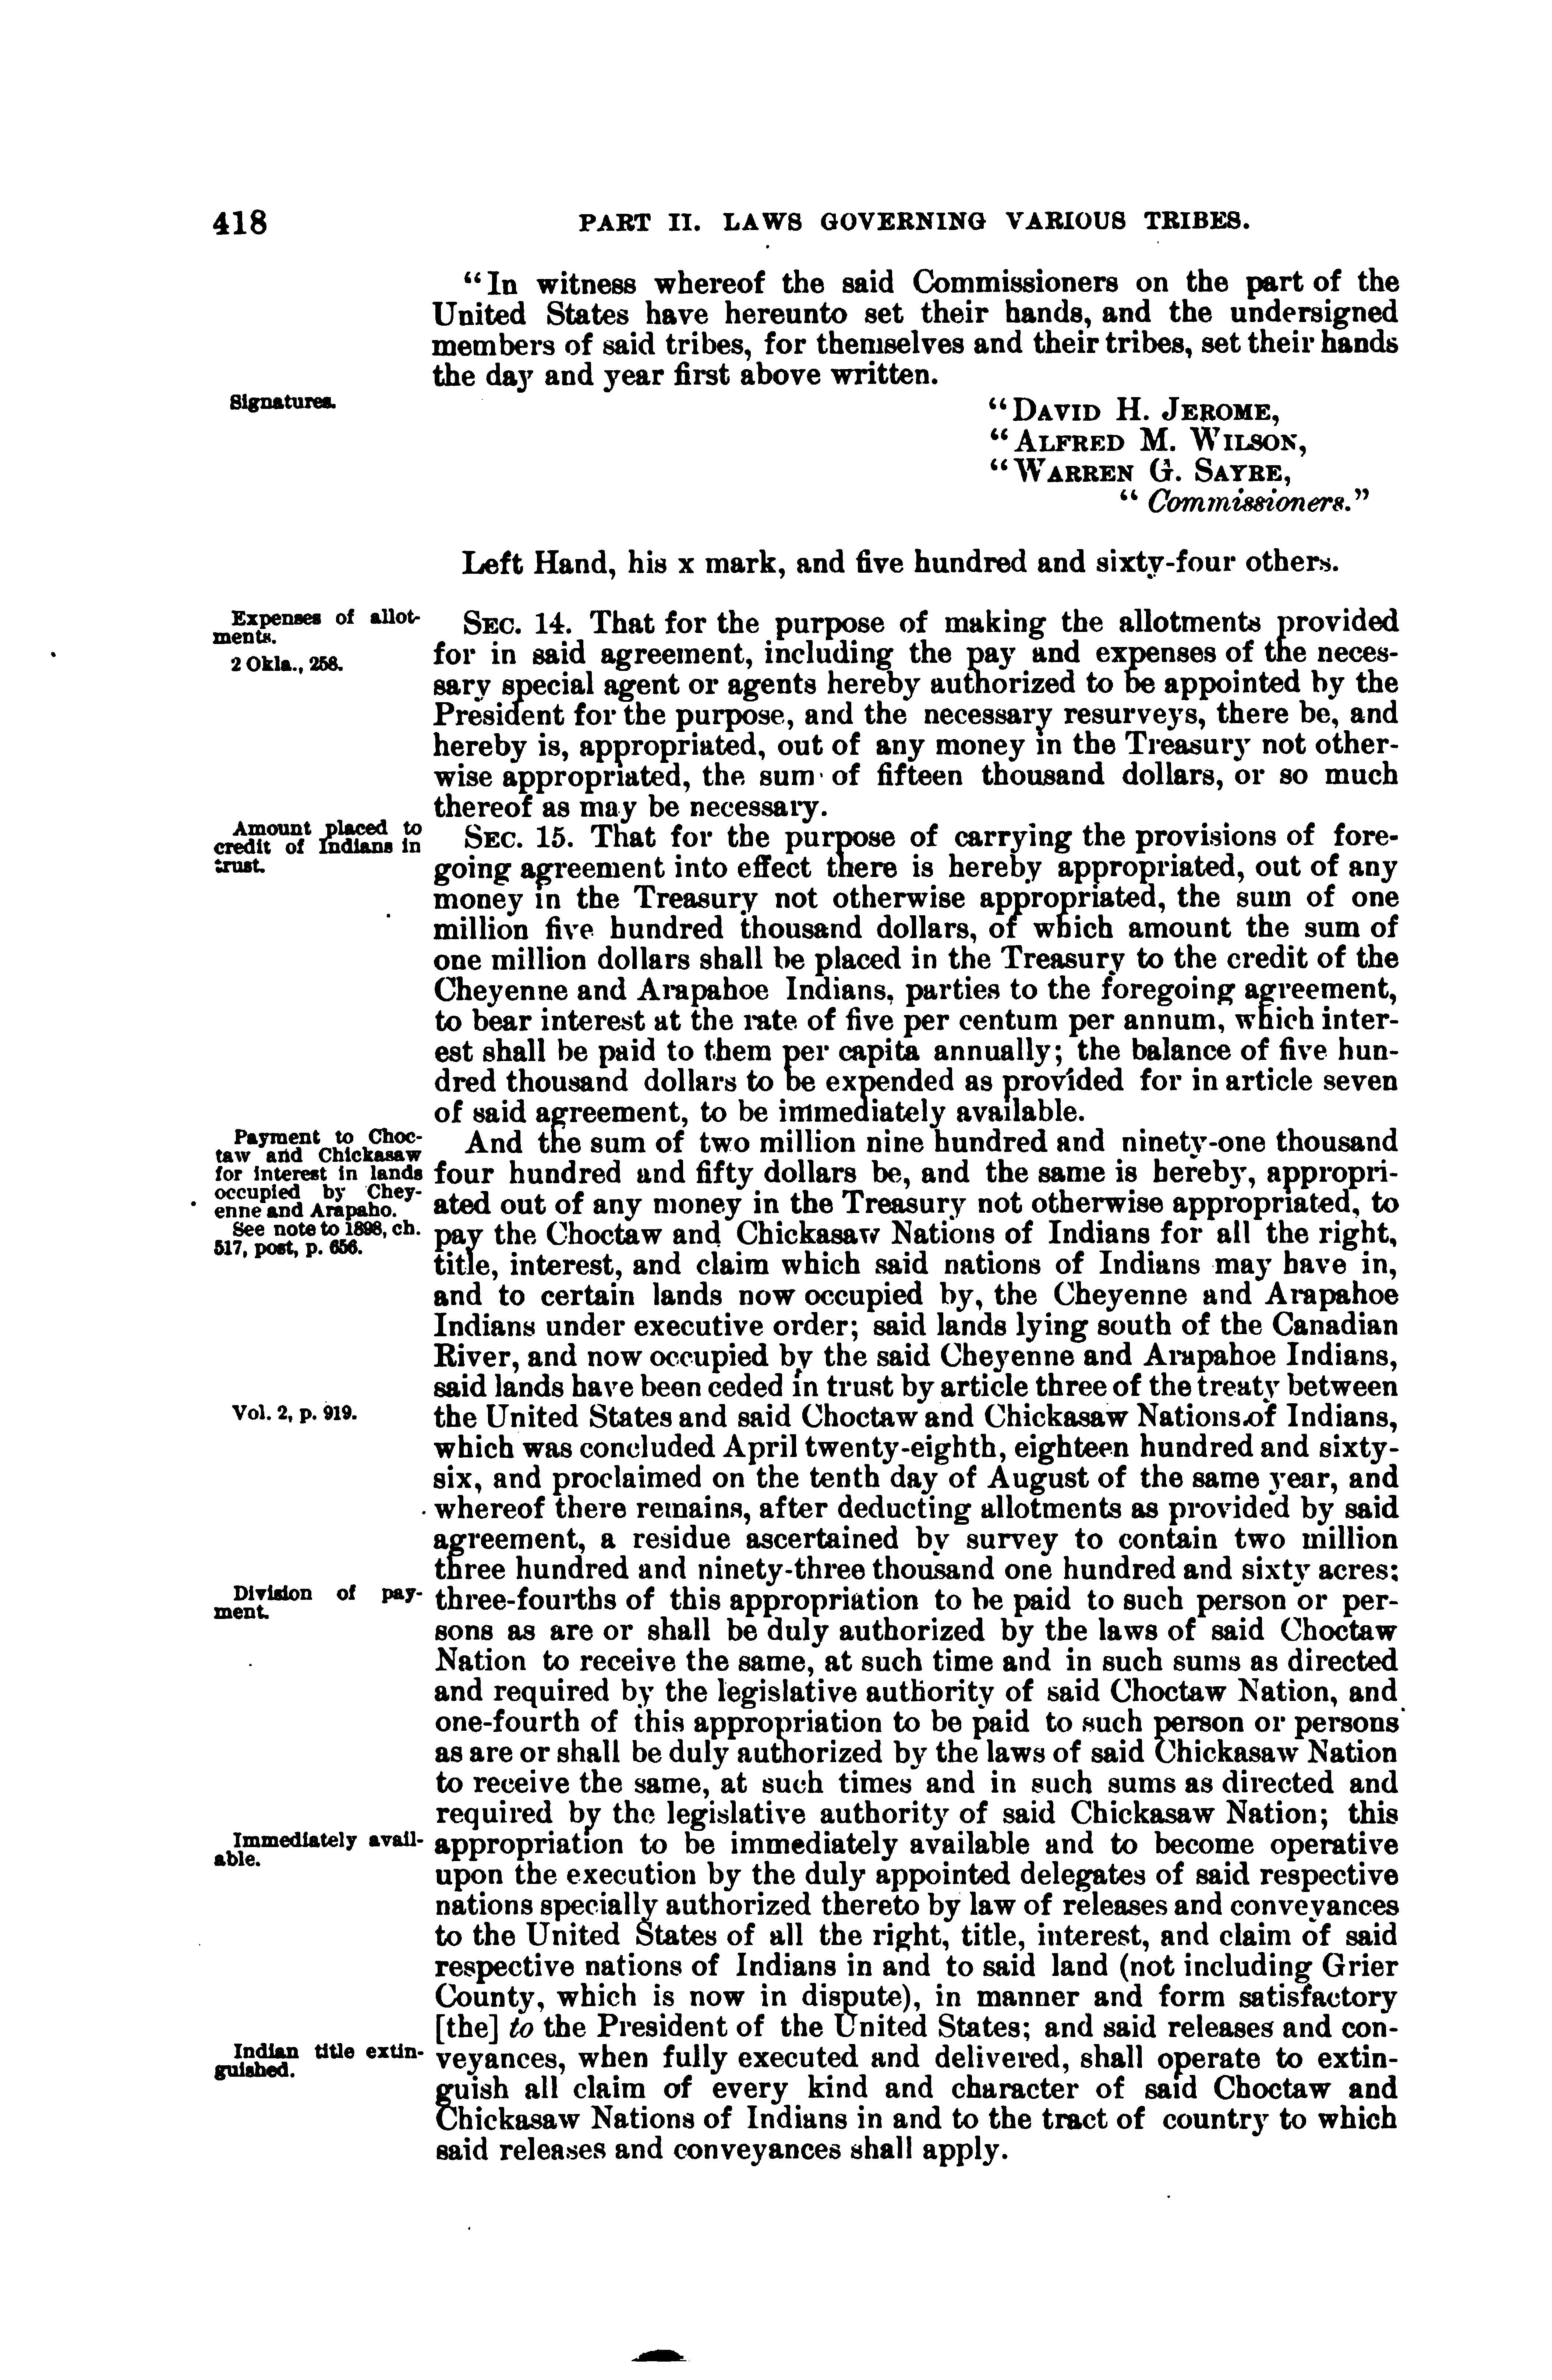 418
PART II. LAWS GOVERNING VARIOUS TRIBES.
"In witness whereof the said Commissioners on the part of the
United States have hereunto set their hands, and the undersigned
members of said tribes, for themselves and their tribes, set their hands
the day and year first above written.
Signatures.
"DAVID H. JEROME,
"ALFRED M. WILSON,
"WARREN G. SAYRE,
"Commissioners."
Left Hand, his x mark, and five hundred and sixty-four others.
Expenses of allot-
ments.
2 Okla., 258.
SEC. 14. That for the purpose of making the allotments provided
for in said agreement, including the pay and expenses of the neces-
sary special agent or agents hereby authorized to be appointed by the
President for the purpose, and the necessary resurveys, there be, and
hereby is, appropriated, out of any money in the Treasury not other-
wise appropriated, the sum of fifteen thousand dollars, or so much
thereof as may be necessary.
Amount placed to
credit of Indians in
trust.
SEC. 15. That for the purpose of carrying the provisions of fore-
going agreement into effect there is hereby appropriated, out of any
money in the Treasury not otherwise appropriated, the sum of one
million five hundred thousand dollars, of which amount the sum of
one million dollars shall be placed in the Treasury to the credit of the
Cheyenne and Arapahoe Indians, parties to the foregoing agreement,
to bear interest at the rate of five per centum per annum, which inter-
est shall be paid to them per capita annually; the balance of five hun-
dred thousand dollars to be expended as provided for in article seven
of said agreement, to be immediately available.
Payment to Choc-
taw and Chickasaw
for interest in lands
occupied by Chey-
enne and Arapaho.
See note to 1898, ch.
517, post, p. 656.
And the sum of two million nine hundred and ninety-one thousand
four hundred and fifty dollars be, and the same is hereby, appropri-
ated out of any money in the Treasury not otherwise appropriated, to
pay the Choctaw and Chickasaw Nations of Indians for all the right,
title, interest, and claim which said nations of Indians may have in,
and to certain lands now occupied by, the Cheyenne and Arapahoe
Indians under executive order; said lands lying south of the Canadian
River, and now occupied by the said Cheyenne and Arapahoe Indians,
said lands have been ceded in trust by article three of the treaty between
Vol. 2, p. 919.
the United States and said Choctaw and Chickasaw Nations of Indians,
which was concluded April twenty-eighth, eighteen hundred and sixty-
six, and proclaimed on the tenth day of August of the same year, and
whereof there remains, after deducting allotments as provided by said
agreement, a residue ascertained by survey to contain two million
three hundred and ninety-three thousand one hundred and sixty acres;
Division of pay-
ment.
three-fourths of this appropriation to be paid to such person or per-
sons as are or shall be duly authorized by the laws of said Choctaw
Nation to receive the same, at such time and in such sums as directed
and required by the legislative authority of said Choctaw Nation, and
one-fourth of this appropriation to be paid to such person or persons
as are or shall be duly authorized by the laws of said Chickasaw Nation
to receive the same, at such times and in such sums as directed and
required by the legislative authority of said Chickasaw Nation; this
Immediately avail-
able.
appropriation to be immediately available and to become operative
upon the execution by the duly appointed delegates of said respective
nations specially authorized thereto by law of releases and conveyances
to the United States of all the right, title, interest, and claim of said
respective nations of Indians in and to said land (not including Grier
County, which is now in dispute), in manner and form satisfactory
[the] to the President of the United States; and said releases and con-
Indian title extin-
guished.
veyances, when fully executed and delivered, shall operate to extin-
guish all claim of every kind and character of said Choctaw and
Chickasaw Nations of Indians in and to the tract of country to which
said releases and conveyances shall apply.